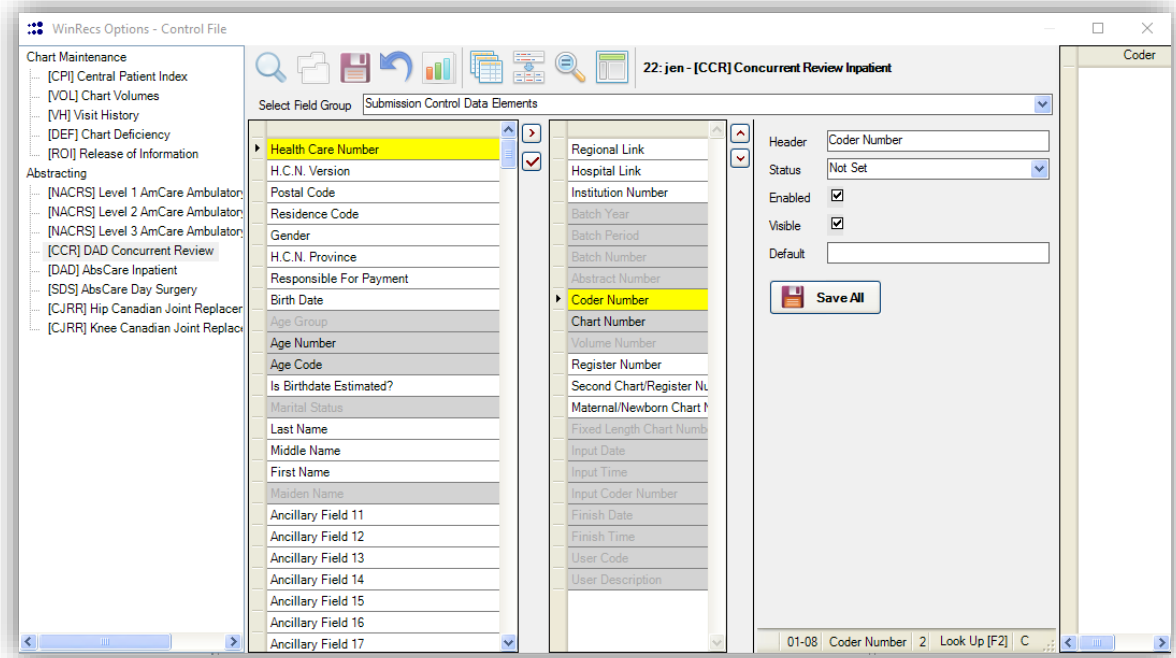 WinRecs Options - Control File
Chart Maintenance
[CPI] Central Patient Index
[VOL] Chart Volumes
[VH] Visit History
[DEF] Chart Deficiency
[ROI] Release of Information
Abstracting
[NACRS] Level 1 AmCare Ambulatory
[NACRS] Level 2 AmCare Ambulatory
[NACRS] Level 3 AmCare Ambulatory
[CCR] DAD Concurrent Review
[DAD] AbsCare Inpatient
[SDS] AbsCare Day Surgery
[CJRR] Hip Canadian Joint Replacer
[CJRR] Knee Canadian Joint Replace
22: jen - [CCR] Concurrent Review Inpatient
Select Field Group Submission Control Data Elements
Health Care Number
H.C.N. Version
Postal Code
Residence Code
Gender
H.C.N. Province
Responsible For Payment
Birth Date
Age Group
Age Number
Age Code
Is Birthdate Estimated?
Marital Status
Last Name
Middle Name
First Name
Maiden Name
Ancillary Field 11
Ancillary Field 12
Ancillary Field 13
Ancillary Field 14
Ancillary Field 15
Ancillary Field 16
Ancillary Field 17
Regional Link
Hospital Link
Institution Number
Batch Year
Batch Period
Batch Number
Abstract Number
Coder Number
Chart Number
Volume Number
Register Number
Second Chart/Register Nu
Maternal/Newborn Chart N
Fixed Length Chart Numb
Input Date
Input Time
Input Coder Number
Finish Date
Finish Time
User Code
User Description
Header Coder Number
Status Not Set
Enabled
Visible
Default
Save All
01-08 Coder Number 2 Look Up [F2] C
Coder